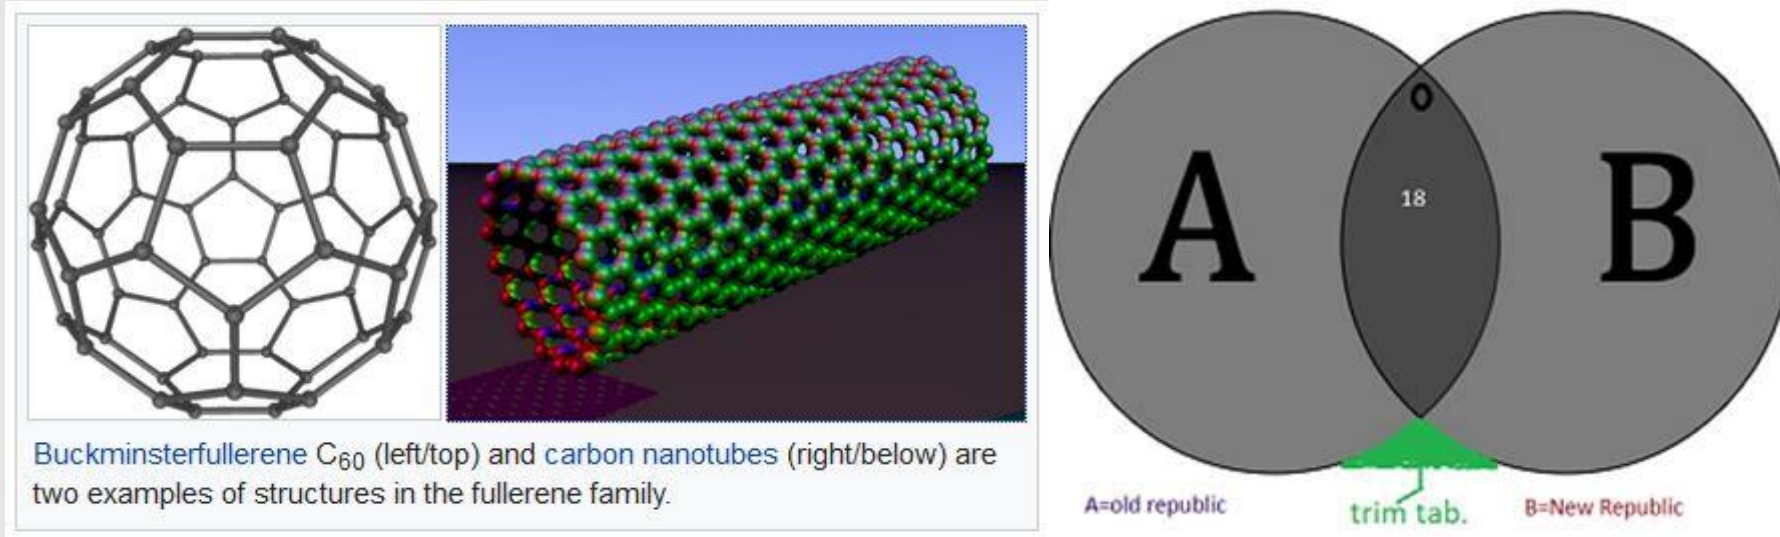 Buckminsterfullerene C60 (left/top) and carbon nanotubes (right/below) are
two examples of structures in the fullerene family.
A
B
O
18
A=old republic
trim tab.
B=New Republic